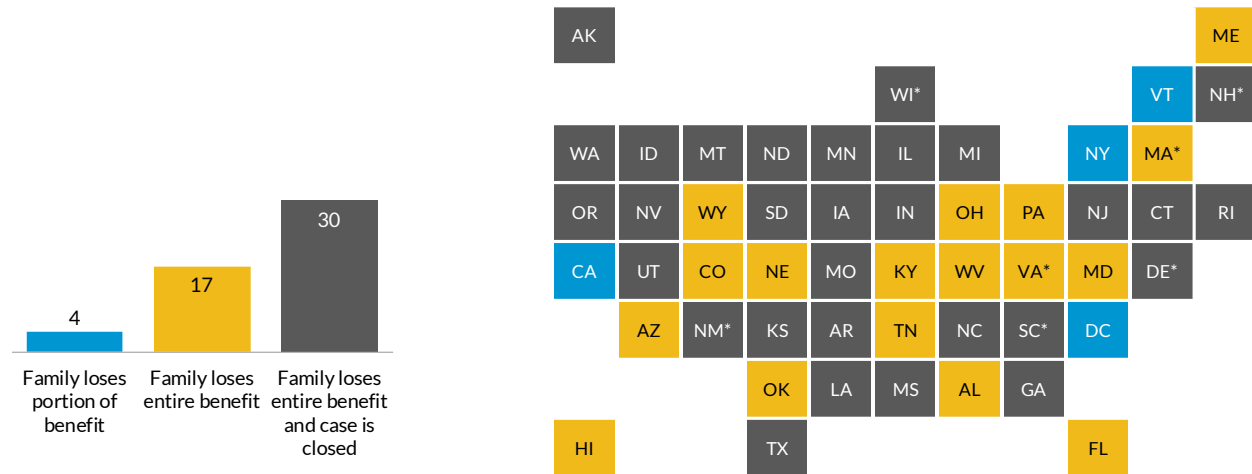 4
17
30
Family loses
portion of
benefit
Family loses
entire benefit
Family loses
entire benefit
and case is
closed
AK ME
WI* VT NH*
WA ID MT ND MN IL MI NY MA*
OR NV WY SD IA IN OH PA NJ CT RI
CA UT CO NE MO KY WV VA* MD DE*
AZ NM* KS AR TN NC SC* DC
OK LA MS AL GA
HI TX FL